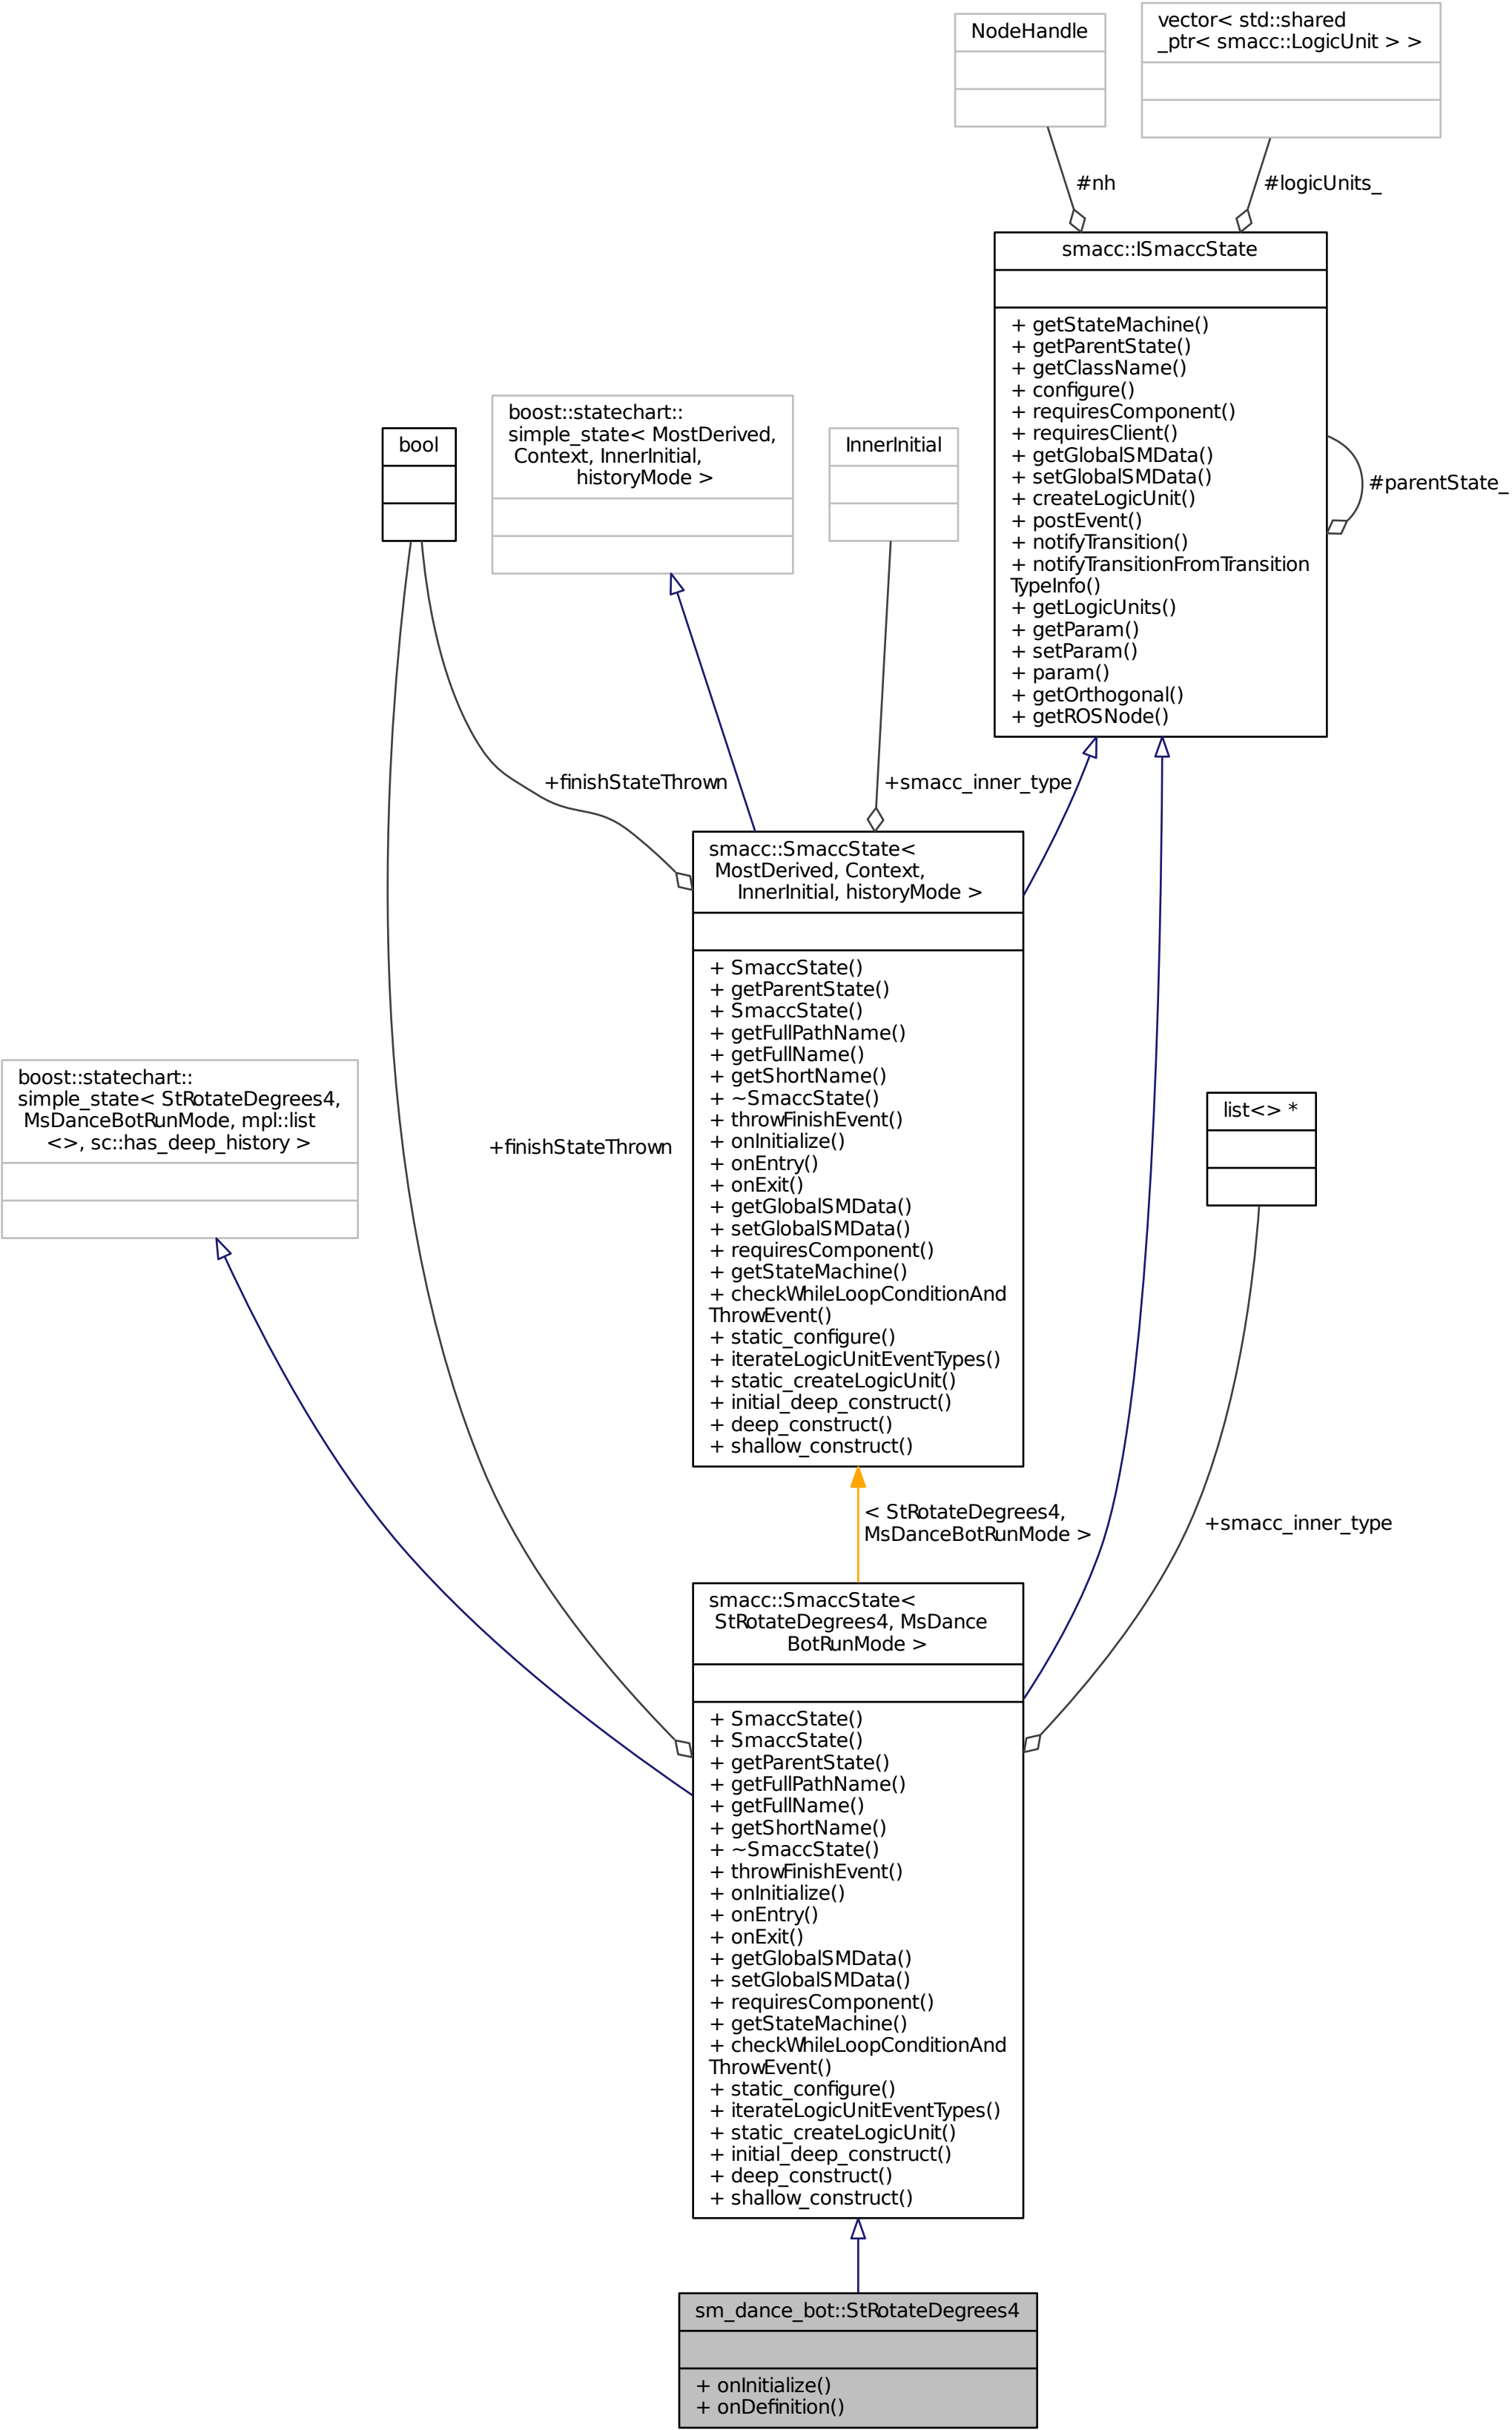 NodeHandle
vector< std::shared
_ptr< smacc::LogicUnit > >
#nh
#logicUnits_
smacc::ISmaccState
+ getStateMachine()
+ getParentState()
+ getClassName()
+ configure()
+ requiresComponent()
+ requiresClient()
+ getGlobalSMData()
+ setGlobalSMData()
+ createLogicUnit()
+ postEvent()
+ notifyTransition()
+ notifyTransitionFromTransition
TypeInfo()
+ getLogicUnits()
+ getParam()
+ setParam()
+ param()
+ getOrthogonal()
+ getROSNode()
#parentState_
bool
boost::statechart::
simple_state< MostDerived,
Context, InnerInitial,
historyMode >
InnerInitial
+finishStateThrown
+smacc_inner_type
smacc::SmaccState<
MostDerived, Context,
InnerInitial, historyMode >
+ SmaccState()
+ getParentState()
+ SmaccState()
+ getFullPathName()
+ getFullName()
+ getShortName()
+ ~SmaccState()
+ throwFinishEvent()
+ onInitialize()
+ onEntry()
+ onExit()
+ getGlobalSMData()
+ setGlobalSMData()
+ requiresComponent()
+ getStateMachine()
+ checkWhileLoopConditionAnd
ThrowEvent()
+ static_configure()
+ iterateLogicUnitEventTypes()
+ static_createLogicUnit()
+ initial_deep_construct()
+ deep_construct()
+ shallow_construct()
boost::statechart::
simple_state< StRotateDegrees4,
MsDanceBotRunMode, mpl::list
<>, sc::has_deep_history >
+finishStateThrown
list<> *
< StRotateDegrees4,
MsDanceBotRunMode >
+smacc_inner_type
smacc::SmaccState<
StRotateDegrees4, MsDance
BotRunMode >
+ SmaccState()
+ SmaccState()
+ getParentState()
+ getFullPathName()
+ getFullName()
+ getShortName()
+ ~SmaccState()
+ throwFinishEvent()
+ onInitialize()
+ onEntry()
+ onExit()
+ getGlobalSMData()
+ setGlobalSMData()
+ requiresComponent()
+ getStateMachine()
+ checkWhileLoopConditionAnd
ThrowEvent()
+ static_configure()
+ iterateLogicUnitEventTypes()
+ static_createLogicUnit()
+ initial_deep_construct()
+ deep_construct()
+ shallow_construct()
sm_dance_bot::StRotateDegrees4
+ onInitialize()
+ onDefinition()